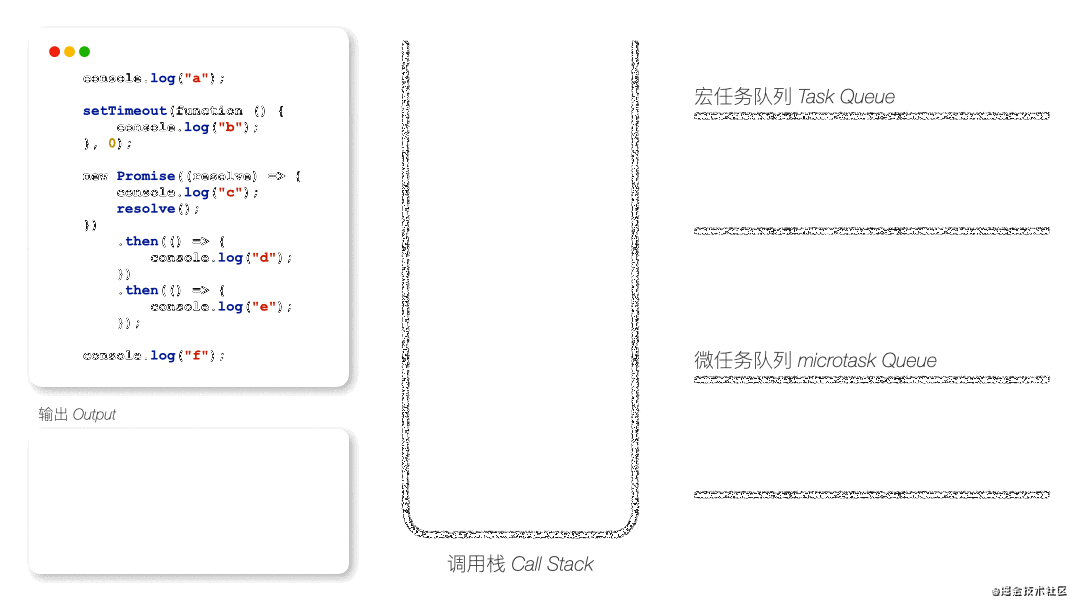 console.log("a");
setTimeout(function () {
console.log("b");
}, 0);
new Promise((resolve) => {
console.log("c");
resolve();
})
.then(() => {
console.log("d");
})
.then(() => {
console.log("e");
});
console.log("f");
输出 Output
调用栈 Call Stack
宏任务队列 Task Queue
微任务队列 microtask Queue
@掘金技术社区